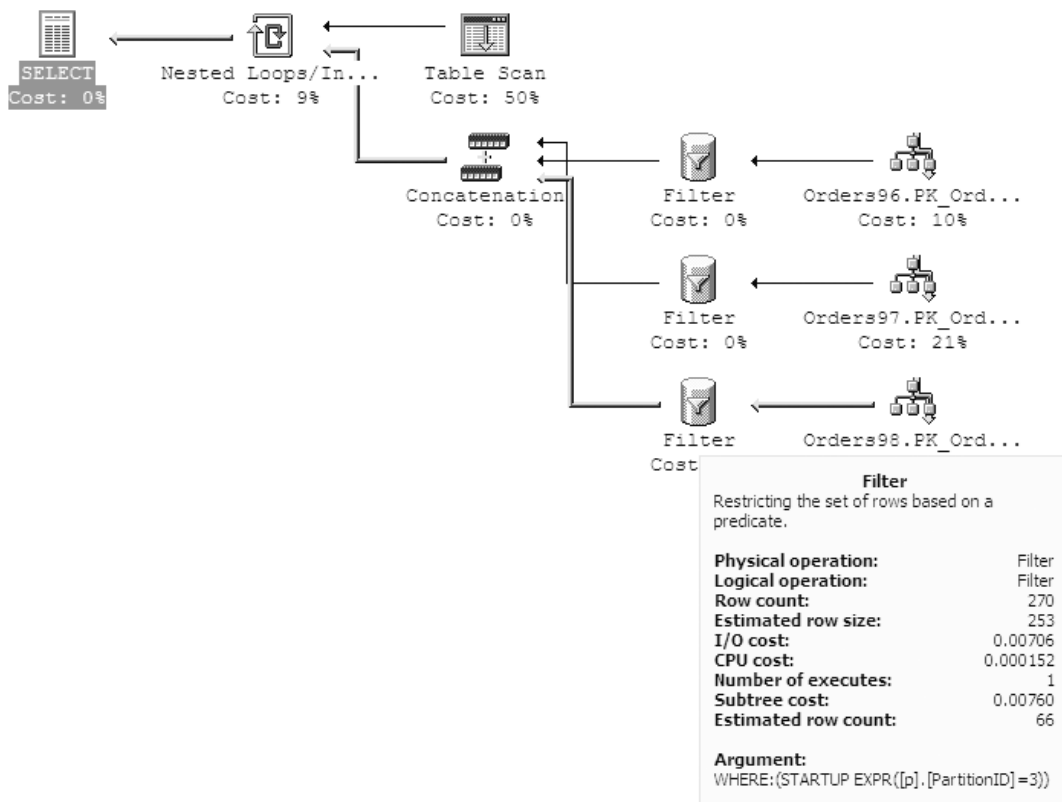 SELECT
Cost: 0%
Nested Loops/In...
Cost: 9%
Table Scan
Cost: 50%
Concatenation
Cost: 0%
Filter
Cost: 0%
Orders96.PK_Ord...
Cost: 10%
Filter
Cost: 0%
Orders97.PK_Ord...
Cost: 21%
Filter
Cost
Orders98.PK_Ord...
Filter
Restricting the set of rows based on a
predicate.
Physical operation: Filter
Logical operation: Filter
Row count: 270
Estimated row size: 253
I/O cost: 0.00706
CPU cost: 0.000152
Number of executes: 1
Subtree cost: 0.00760
Estimated row count: 66
Argument:
WHERE:(STARTUP EXPR([p].[PartitionID]=3))